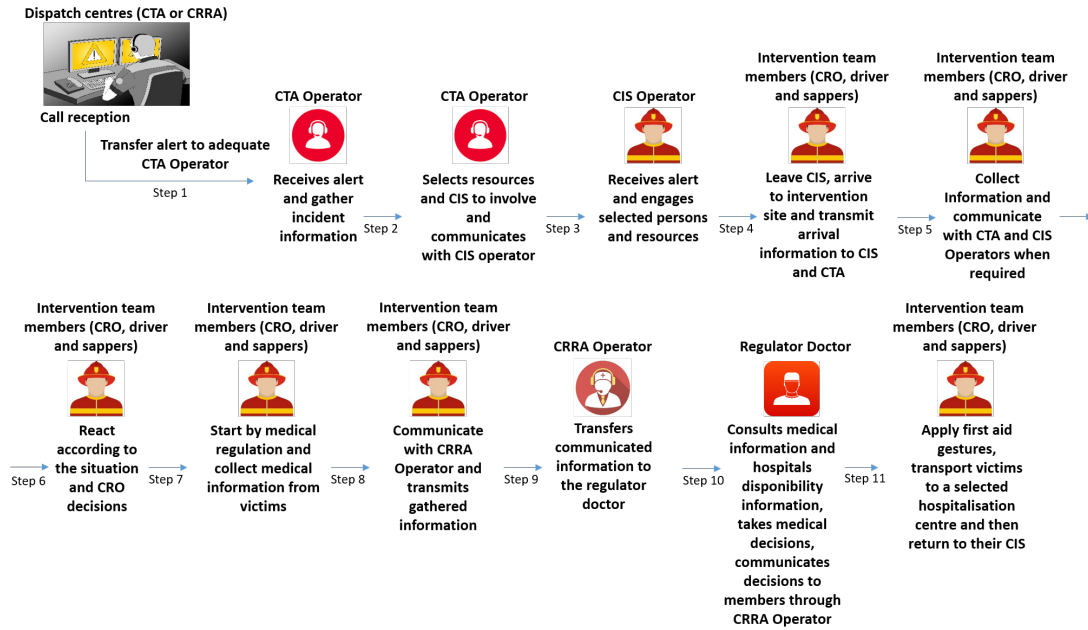 Dispatch centres (CTA or CRRA)
Call reception
Transfer alert to adequate
CTA Operator
Step 1
CTA Operator
Receives alert
and gather
incident
information
Step 2
CTA Operator
Selects resources
and CIS to involve
and
communicates
with CIS operator
Step 3
CIS Operator
Receives alert
and engages
selected persons
and resources
Step 4
Intervention team
members (CRO, driver
and sappers)
Leave CIS, arrive
to intervention
site and transmit
arrival
information to CIS
and CTA
Step 5
Intervention team
members (CRO, driver
and sappers)
Collect
Information and
communicate
with CTA and CIS
Operators when
required
Step 6
Intervention team
members (CRO, driver
and sappers)
React
according to
the situation
and CRO
decisions
Step 7
Intervention team
members (CRO, driver
and sappers)
Start by medical
regulation and
collect medical
information from
victims
Step 8
Intervention team
members (CRO, driver
and sappers)
Communicate
with CRRA
Operator and
transmits
gathered
information
Step 9
CRRA Operator
Transfers
communicated
information to
the regulator
doctor
Step 10
Regulator Doctor
Consults medical
information and
hospitals
disponibility
information,
takes medical
decisions,
communicates
decisions to
members through
CRRA Operator
Step 11
Intervention team
members (CRO, driver
and sappers)
Apply first aid
gestures,
transport victims
to a selected
hospitalisation
centre and then
return to their CIS